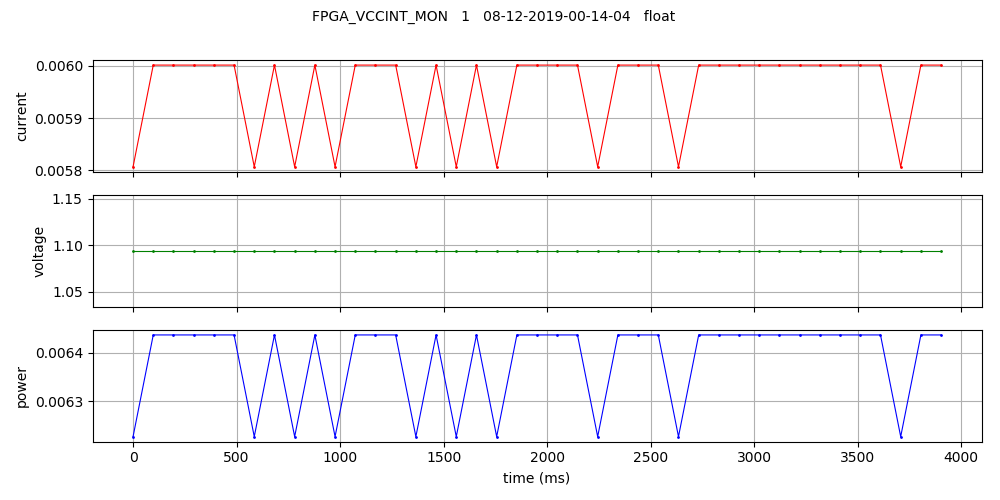 FPGA_VCCINT_MON 1 08-12-2019-00-14-04 float
0.0060
0.0059
0.0058
current
1.15
1.10
1.05
voltage
0.0064
0.0063
power
0 500 1000 1500 2000 2500 3000 3500 4000
time (ms)